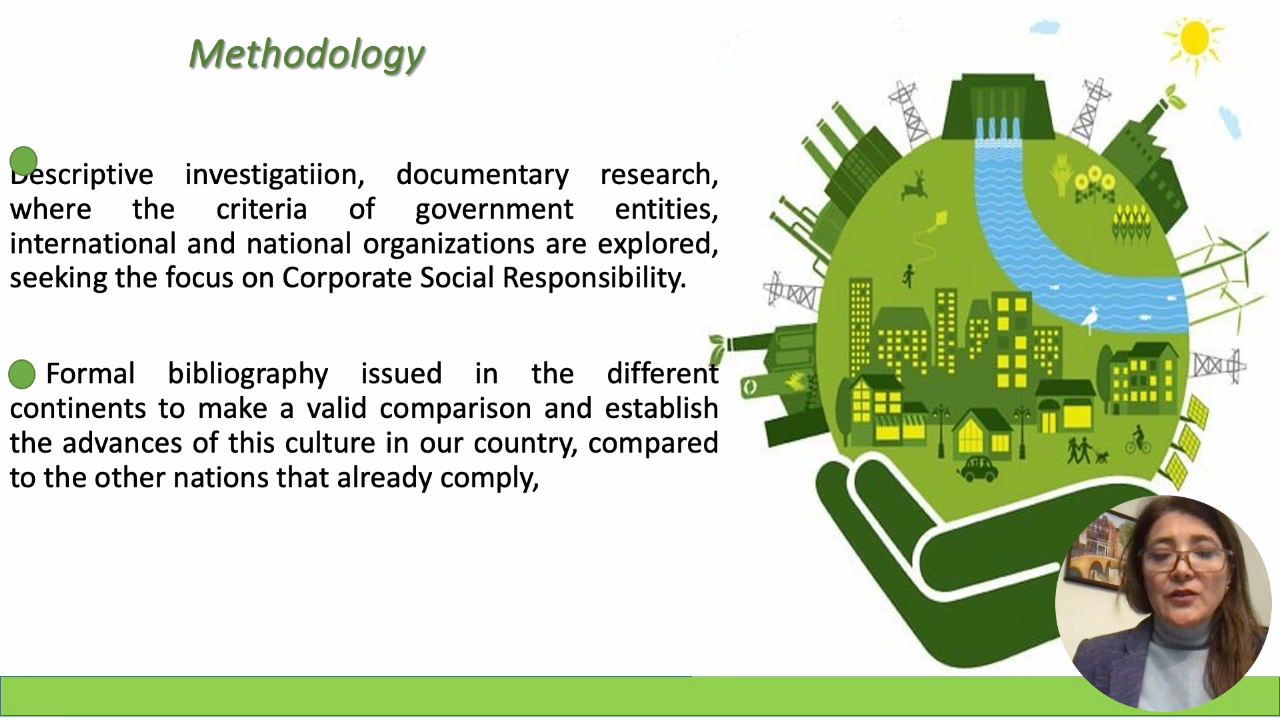 Methodology
Descriptive investigatiion, documentary research,
where the criteria of government entities,
international and national organizations are explored,
seeking the focus on Corporate Social Responsibility.
Formal bibliography issued in the different
continents to make a valid comparison and establish
the advances of this culture in our country, compared
to the other nations that already comply,